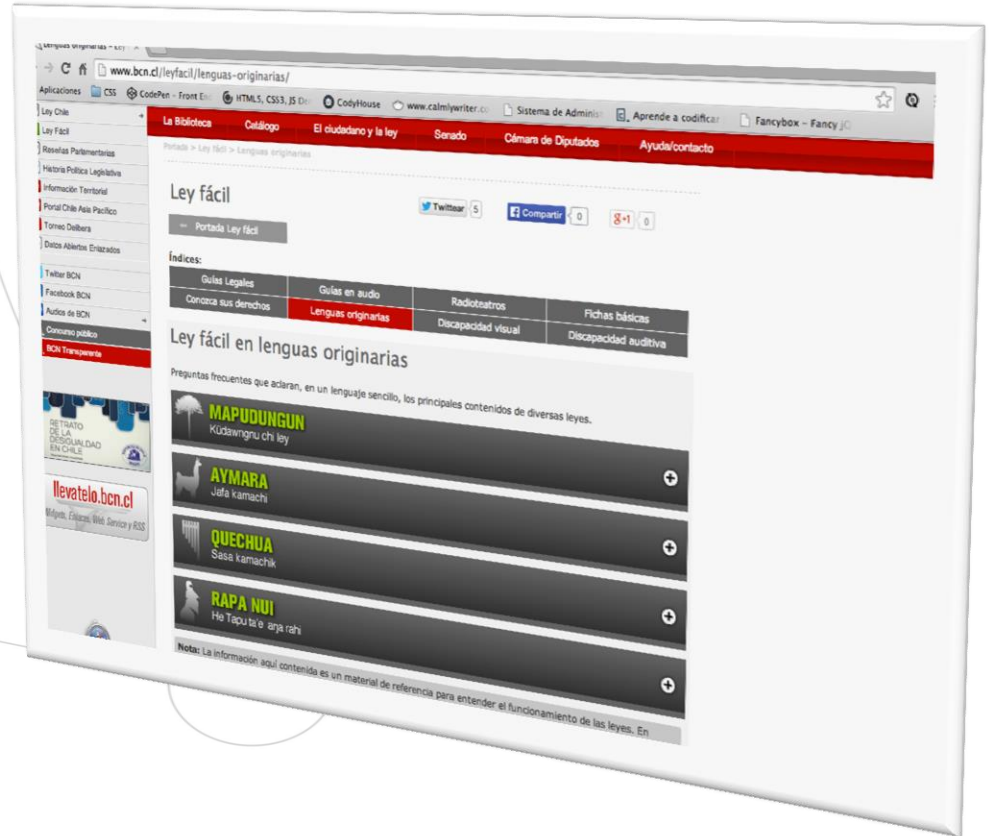 Lenguas originarias – Ley
www.bcn.cl/leyfacil/lenguas-originarias/
Aplicaciones CSS CodePen - Front End HTML5, CSS3, JS CodyHouse www.calmlywriter.co Sistema de Adminis Aprende a codificar Fancybox - Fancy jQ
Ley Chile
Ley Fácil
Reseñas Parlamentarias
Historia Política Legislativa
Información Territorial
Portal Chile Asia Pacífico
Torneo Delibera
Datos Abiertos Enlazados
Twitter BCN
Facebook BCN
Audios de BCN
Concurso público
BCN Transparente
RETRATO
DE LA
DESIGUALDAD
EN CHILE
llevatelo.bcn.cl
Widgets, Enlaces, Web Service y RSS
La Biblioteca Catálogo El ciudadano y la ley Senado Cámara de Diputados Ayuda/contacto
Portada > Ley fácil > Lenguas originarias
Ley fácil
Twittear 5 Compartir 0 g+1 0
← Portada Ley fácil
Índices:
Guías Legales Guías en audio Radioteatros Fichas básicas
Conozca sus derechos Lenguas originarias Discapacidad visual Discapacidad auditiva
Ley fácil en lenguas originarias
Preguntas frecuentes que aclaran, en un lenguaje sencillo, los principales contenidos de diversas leyes.
MAPUDUNGUN
Küdawngnu chi ley
AYMARA
Jafa kamachi
QUECHUA
Sasa kamachik
RAPA NUI
He Tapu ta'e aŋa rahi
Nota: La información aquí contenida es un material de referencia para entender el funcionamiento de las leyes. En